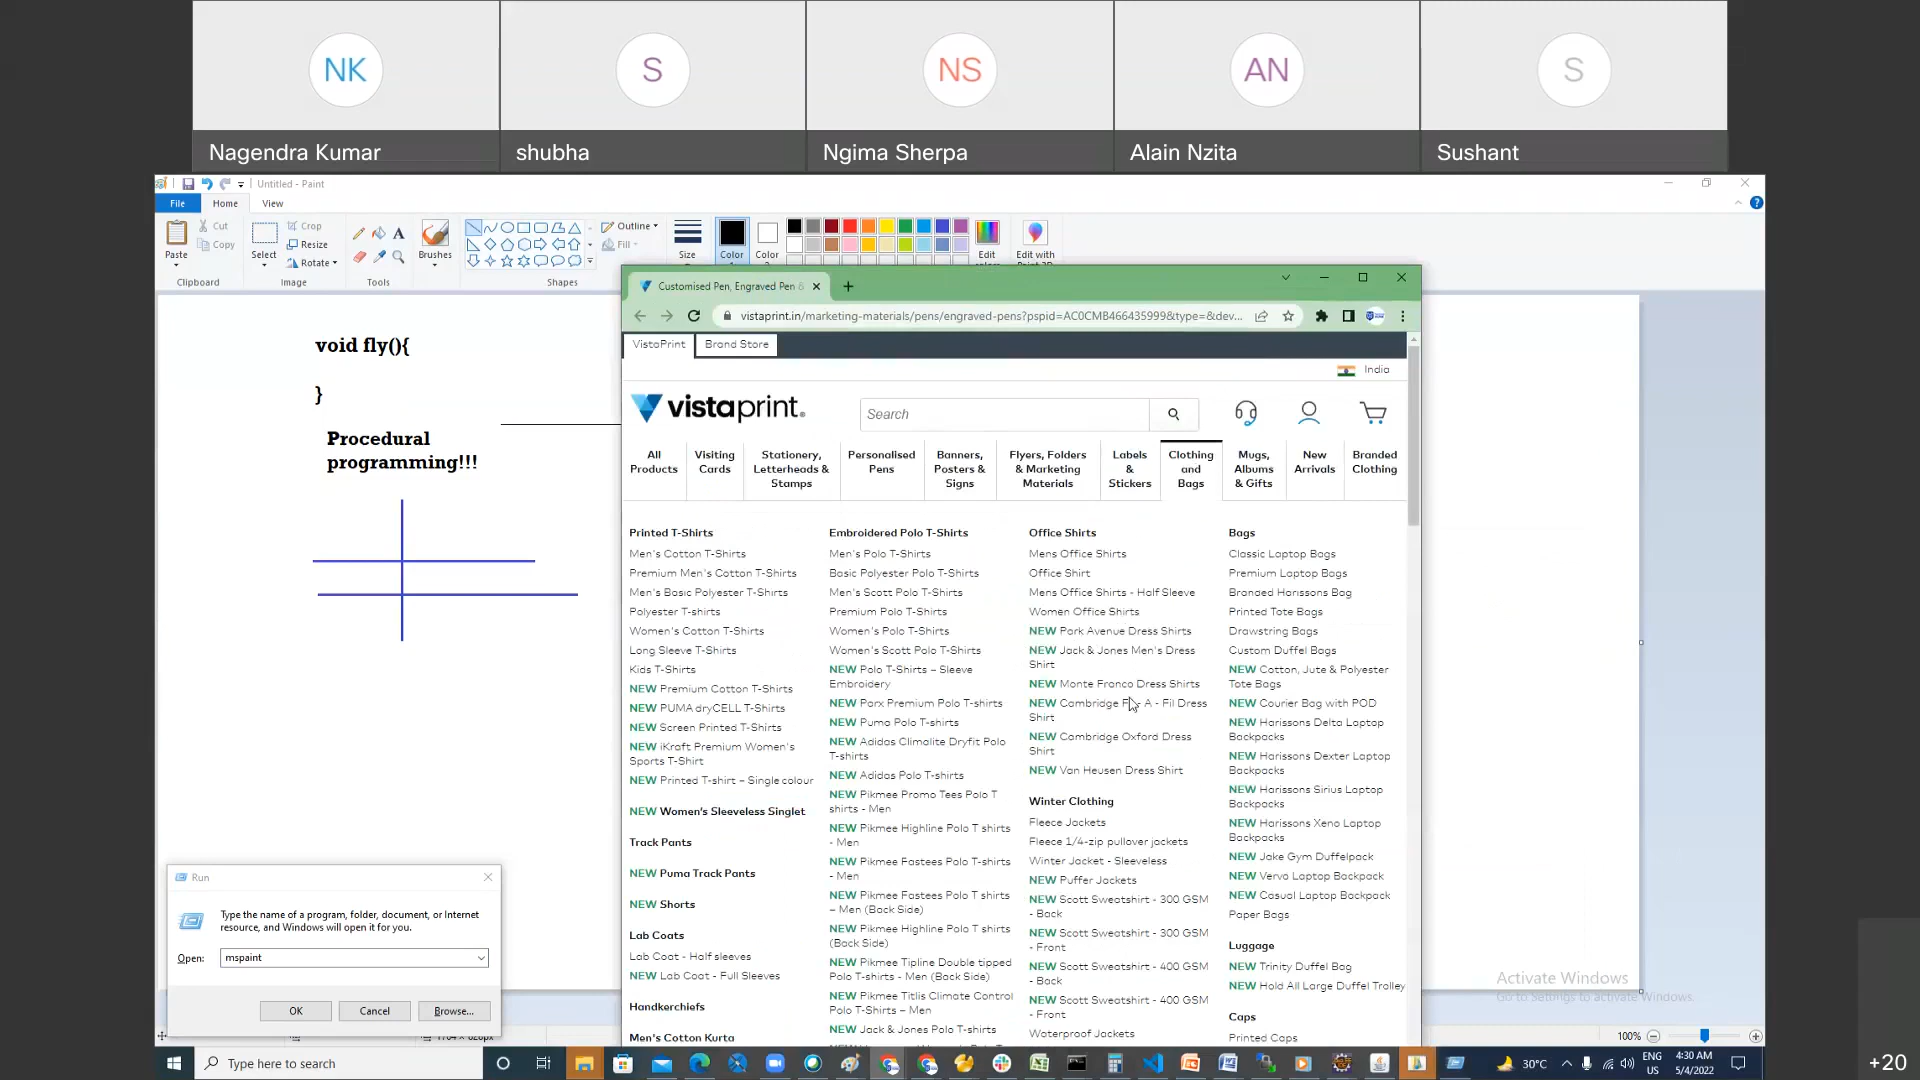 NK
S
NS
AN
S
Nagendra Kumar
shubha
Ngima Sherpa
Alain Nzita
Sushant
Untitled - Paint
File
Home
View
Paste
Cut
Copy
Clipboard
Select
Crop
Resize
Rotate
Image
Tools
Brushes
Shapes
Outline
Fill
Size
Color
Color
Edit
Edit with
void fly(){
}
Procedural
programming!!!
Customised Pen, Engraved Pen &
vistaprint.in/marketing-materials/pens/engraved-pens?pspid=AC0CMB466435999&type=&dev...
VistaPrint
Brand Store
India
vistaprint.
Search
All
Products
Visiting
Cards
Stationery,
Letterheads &
Stamps
Personalised
Pens
Banners,
Posters &
Signs
Flyers, Folders
& Marketing
Materials
Labels
&
Stickers
Clothing
and
Bags
Mugs,
Albums
& Gifts
New
Arrivals
Branded
Clothing
Printed T-Shirts
Men's Cotton T-Shirts
Premium Men's Cotton T-Shirts
Men's Basic Polyester T-Shirts
Polyester T-shirts
Women's Cotton T-Shirts
Long Sleeve T-Shirts
Kids T-Shirts
NEW Premium Cotton T-Shirts
NEW PUMA dryCELL T-Shirts
NEW Screen Printed T-Shirts
NEW iKraft Premium Women's
Sports T-Shirt
NEW Printed T-shirt – Single colour
NEW Women's Sleeveless Singlet
Track Pants
NEW Puma Track Pants
NEW Shorts
Lab Coats
Lab Coat - Half sleeves
NEW Lab Coat - Full Sleeves
Handkerchiefs
Men's Cotton Kurta
Embroidered Polo T-Shirts
Men's Polo T-Shirts
Basic Polyester Polo T-Shirts
Men's Scott Polo T-Shirts
Premium Polo T-Shirts
Women's Polo T-Shirts
Women's Scott Polo T-Shirts
NEW Polo T-Shirts – Sleeve
Embroidery
NEW Parx Premium Polo T-shirts
NEW Puma Polo T-shirts
NEW Adidas Climalite Dryfit Polo
T-shirts
NEW Adidas Polo T-shirts
NEW Pikmee Promo Tees Polo T
shirts - Men
NEW Pikmee Highline Polo T shirts
- Men
NEW Pikmee Fastees Polo T-shirts
- Men
NEW Pikmee Fastees Polo T shirts
– Men (Back Side)
NEW Pikmee Highline Polo T shirts
(Back Side)
NEW Pikmee Tipline Double tipped
Polo T-shirts - Men (Back Side)
NEW Pikmee Titlis Climate Control
Polo T-Shirts – Men
NEW Jack & Jones Polo T-shirts
Office Shirts
Mens Office Shirts
Office Shirt
Mens Office Shirts - Half Sleeve
Women Office Shirts
NEW Park Avenue Dress Shirts
NEW Jack & Jones Men's Dress
Shirt
NEW Monte Franco Dress Shirts
NEW Cambridge A - Fil Dress
Shirt
NEW Cambridge Oxford Dress
Shirt
NEW Van Heusen Dress Shirt
Winter Clothing
Fleece Jackets
Fleece 1/4-zip pullover jackets
Winter Jacket - Sleeveless
NEW Puffer Jackets
NEW Scott Sweatshirt - 300 GSM
- Back
NEW Scott Sweatshirt - 300 GSM
- Front
NEW Scott Sweatshirt - 400 GSM
- Back
NEW Scott Sweatshirt - 400 GSM
- Front
Waterproof Jackets
Bags
Classic Laptop Bags
Premium Laptop Bags
Branded Harissons Bag
Printed Tote Bags
Drawstring Bags
Custom Duffel Bags
NEW Cotton, Jute & Polyester
Tote Bags
NEW Courier Bag with POD
NEW Harissons Delta Laptop
Backpacks
NEW Harissons Dexter Laptop
Backpacks
NEW Harissons Sirius Laptop
Backpacks
NEW Harissons Xeno Laptop
Backpacks
NEW Jake Gym Duffelpack
NEW Vervo Laptop Backpack
NEW Casual Laptop Backpack
Paper Bags
Luggage
NEW Trinity Duffel Bag
NEW Hold All Large Duffel Trolley
Caps
Printed Caps
Run
Type the name of a program, folder, document, or Internet
resource, and Windows will open it for you.
Open:
mspaint
OK
Cancel
Browse...
Activate Windows
Go to Settings to activate Windows.
100%
Type here to search
30°C
ENG
US
4:30 AM
5/4/2022
+20